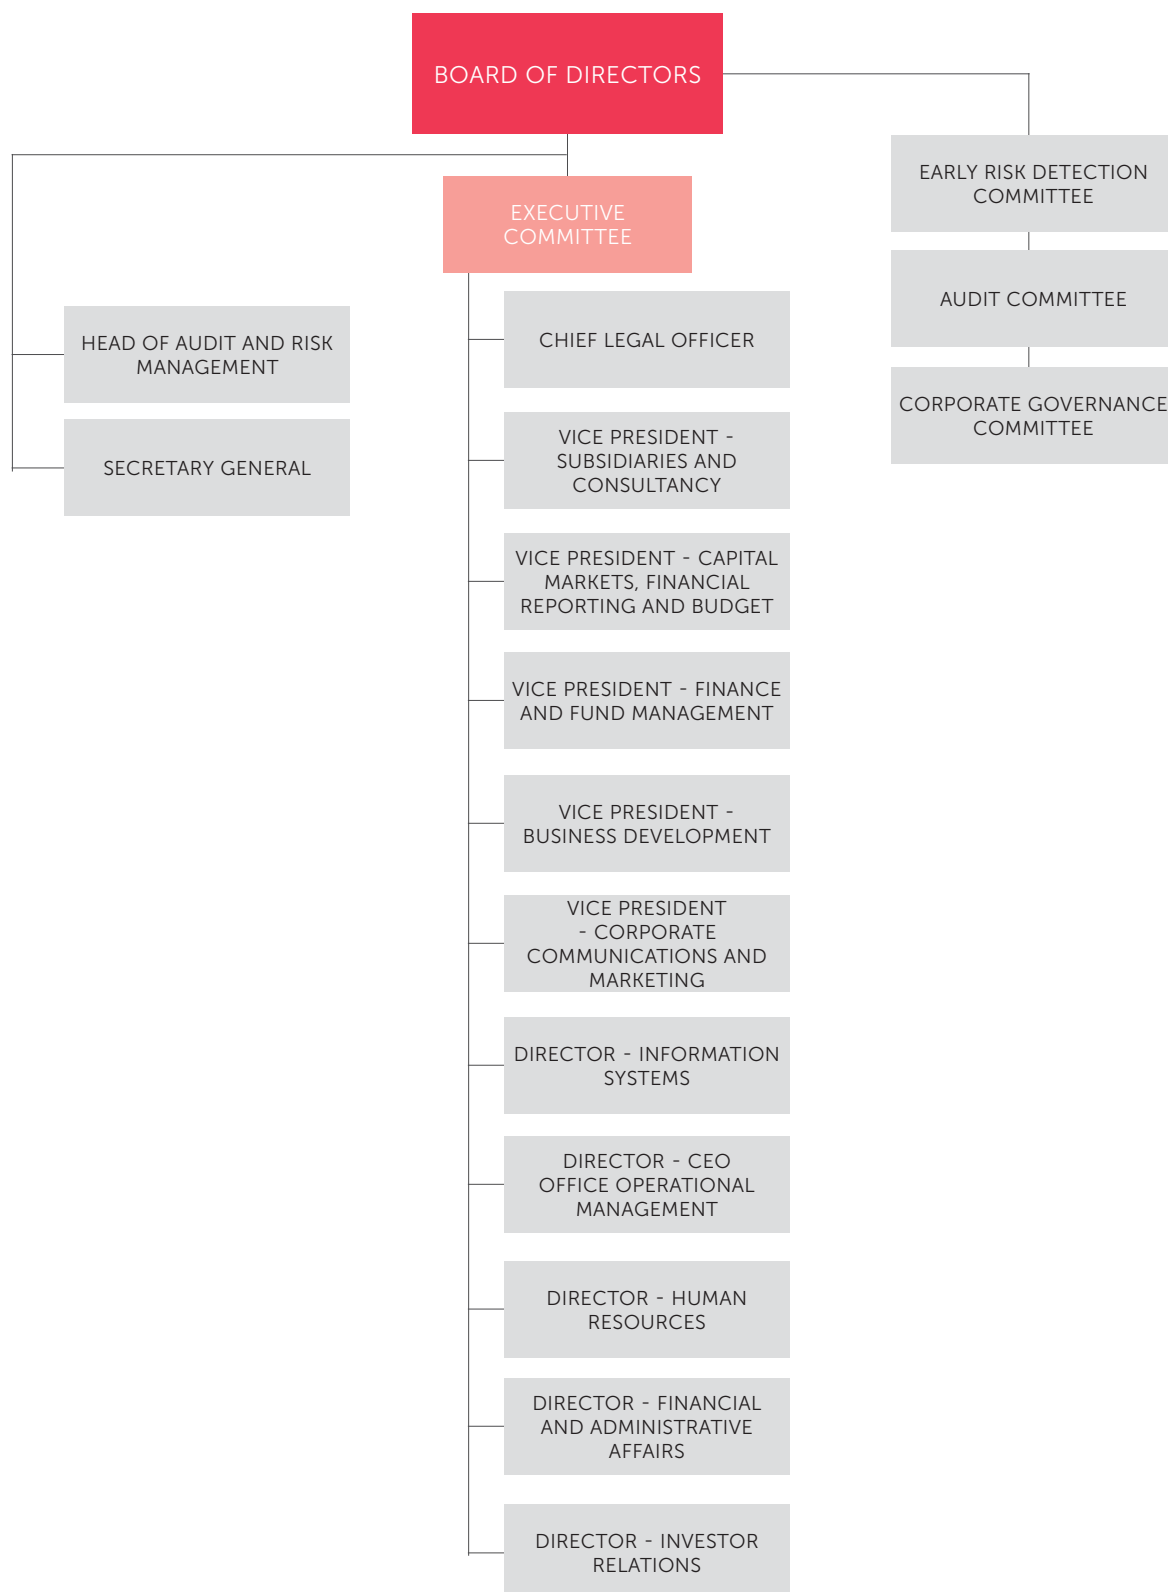 BOARD OF DIRECTORS
EARLY RISK DETECTION
COMMITTEE
EXECUTIVE
COMMITTEE
AUDIT COMMITTEE
HEAD OF AUDIT AND RISK
MANAGEMENT
CHIEF LEGAL OFFICER
CORPORATE GOVERNANCE
COMMITTEE
SECRETARY GENERAL
VICE PRESIDENT -
SUBSIDIARIES AND
CONSULTANCY
VICE PRESIDENT - CAPITAL
MARKETS, FINANCIAL
REPORTING AND BUDGET
VICE PRESIDENT - FINANCE
AND FUND MANAGEMENT
VICE PRESIDENT -
BUSINESS DEVELOPMENT
VICE PRESIDENT
- CORPORATE
COMMUNICATIONS AND
MARKETING
DIRECTOR - INFORMATION
SYSTEMS
DIRECTOR - CEO
OFFICE OPERATIONAL
MANAGEMENT
DIRECTOR - HUMAN
RESOURCES
DIRECTOR - FINANCIAL
AND ADMINISTRATIVE
AFFAIRS
DIRECTOR - INVESTOR
RELATIONS